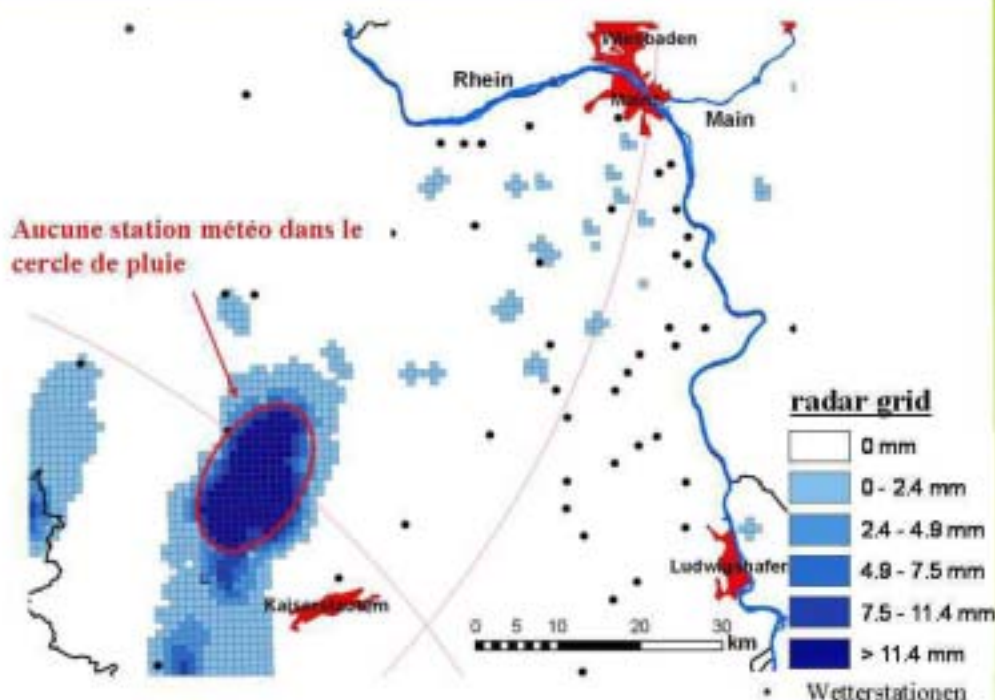 Wiesbaden
Rhein
Mainz
Main
Aucune station météo dans le
cercle de pluie
radar grid
0 mm
0 - 2.4 mm
2.4 - 4.9 mm
4.9 - 7.5 mm
7.5 - 11.4 mm
> 11.4 mm
Wetterstationen
Ludwigshafen
Kaiserslautern
0 5 10 20 30
km